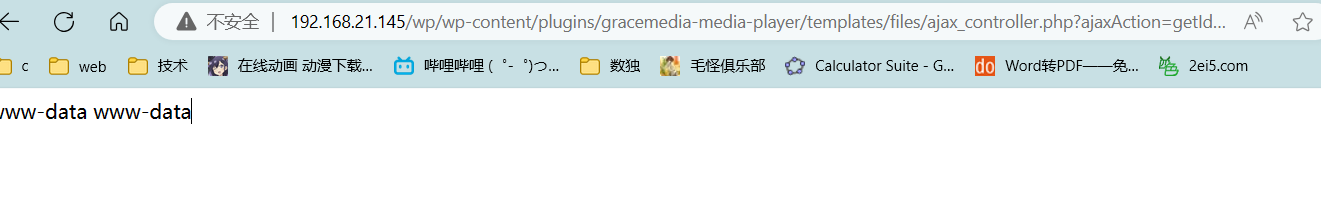 不安全 | 192.168.21.145/wp/wp-content/plugins/gracemedia-media-player/templates/files/ajax_controller.php?ajaxAction=getId...
c web 技术 在线动画 动漫下载... 哔哩哔哩 (゜-゜)つ... 数独 毛怪俱乐部 Calculator Suite - G... do Word转PDF——免... 2ei5.com
www-data www-data